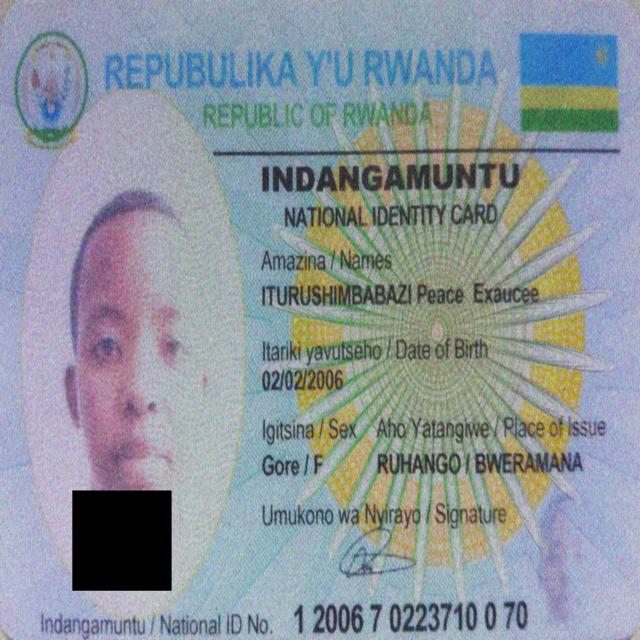 REPUBULIKA Y'U RWANDA
REPUBLIC OF RWANDA
INDANGAMUNTU
NATIONAL IDENTITY CARD
Amazina / Names
ITURUSHIMBABAZI Peace Exaucee
Itariki yavutseho / Date of Birth
02/02/2006
Igitsina / Sex Aho Yatangiwe / Place of Issue
Gore / F RUHANGO / BWERAMANA
Umukono wa Nyirayo / Signature
Indangamuntu / National ID No. 1 2006 7 0223710 0 70